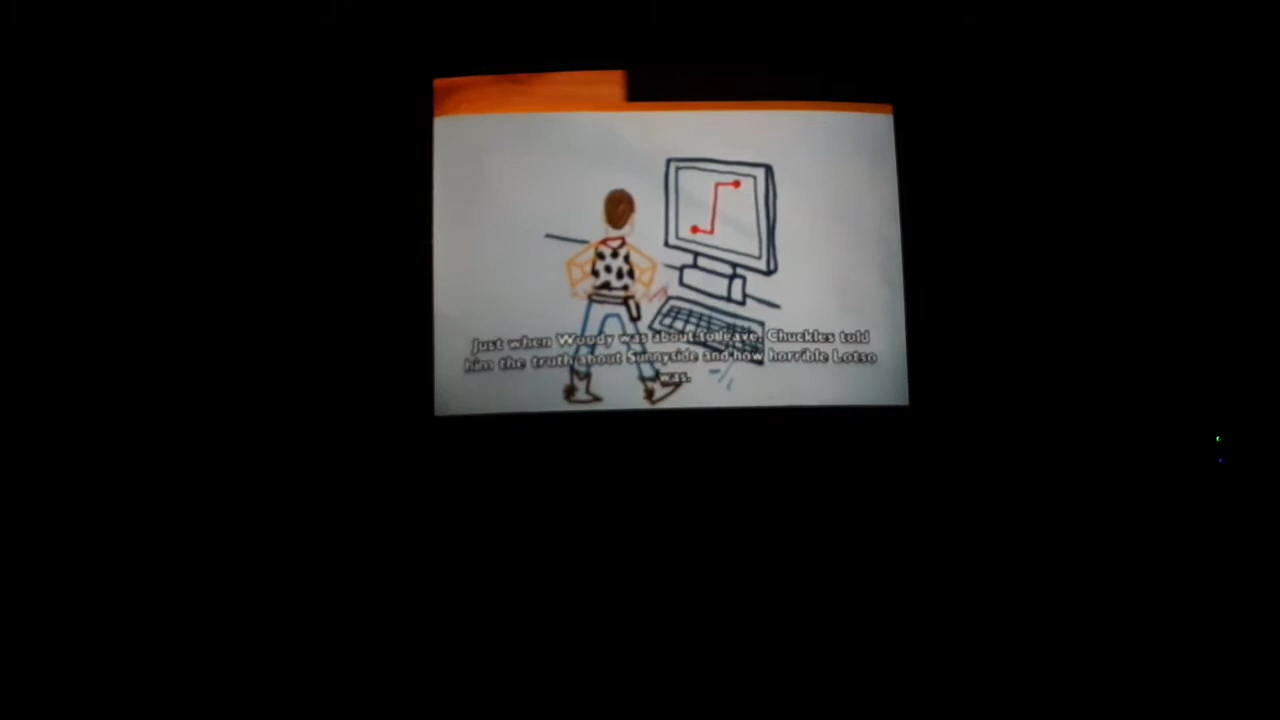 Just when Woody was about to leave, Chuckles told
him the truth about Sunnyside and how horrible Lotso
was.